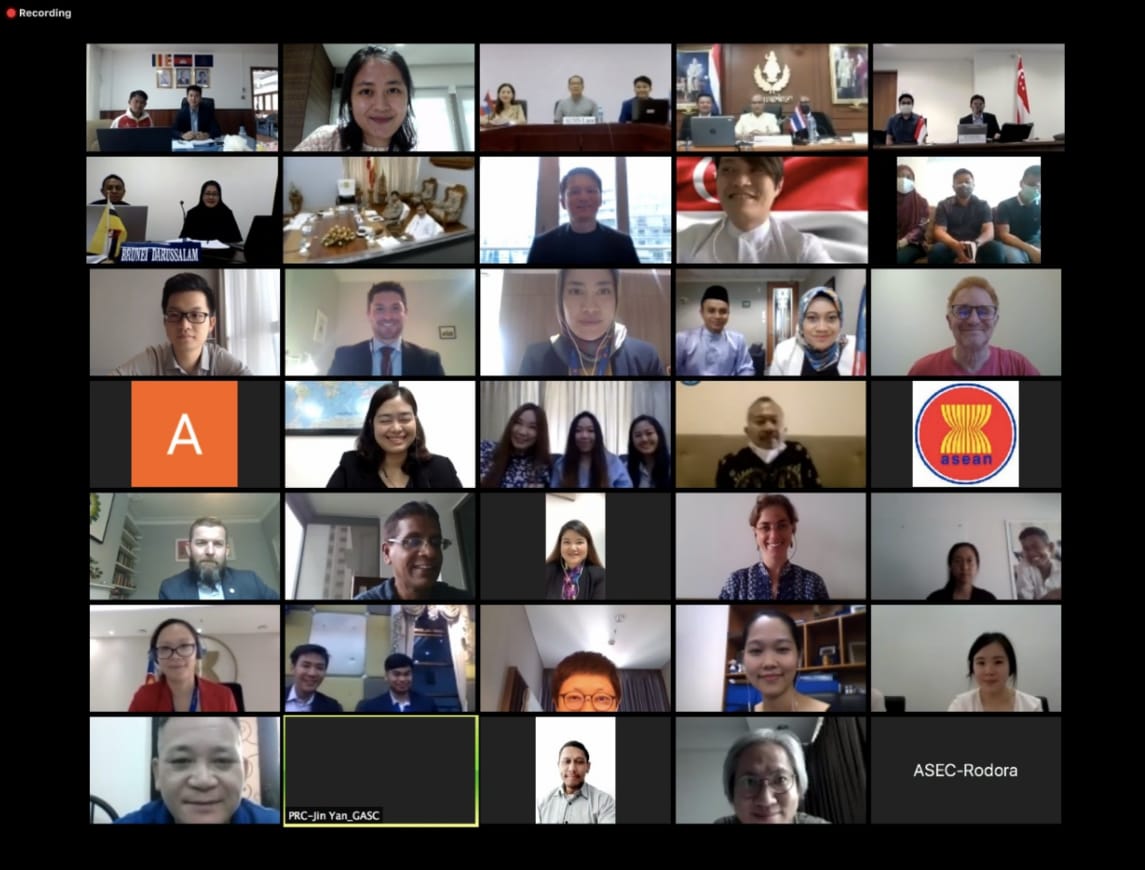 Recording
BRUNEI DARUSSALAM
A
asean
PRC-Jin Yan_GASC
ASEC-Rodora